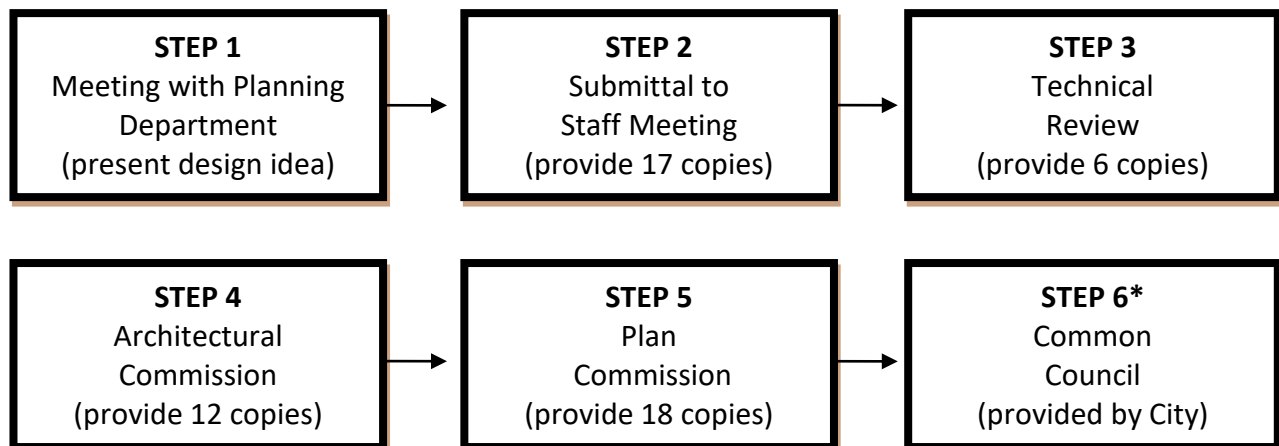 STEP 1
Meeting with Planning
Department
(present design idea)
STEP 2
Submittal to
Staff Meeting
(provide 17 copies)
STEP 3
Technical
Review
(provide 6 copies)
STEP 4
Architectural
Commission
(provide 12 copies)
STEP 5
Plan
Commission
(provide 18 copies)
STEP 6*
Common
Council
(provided by City)